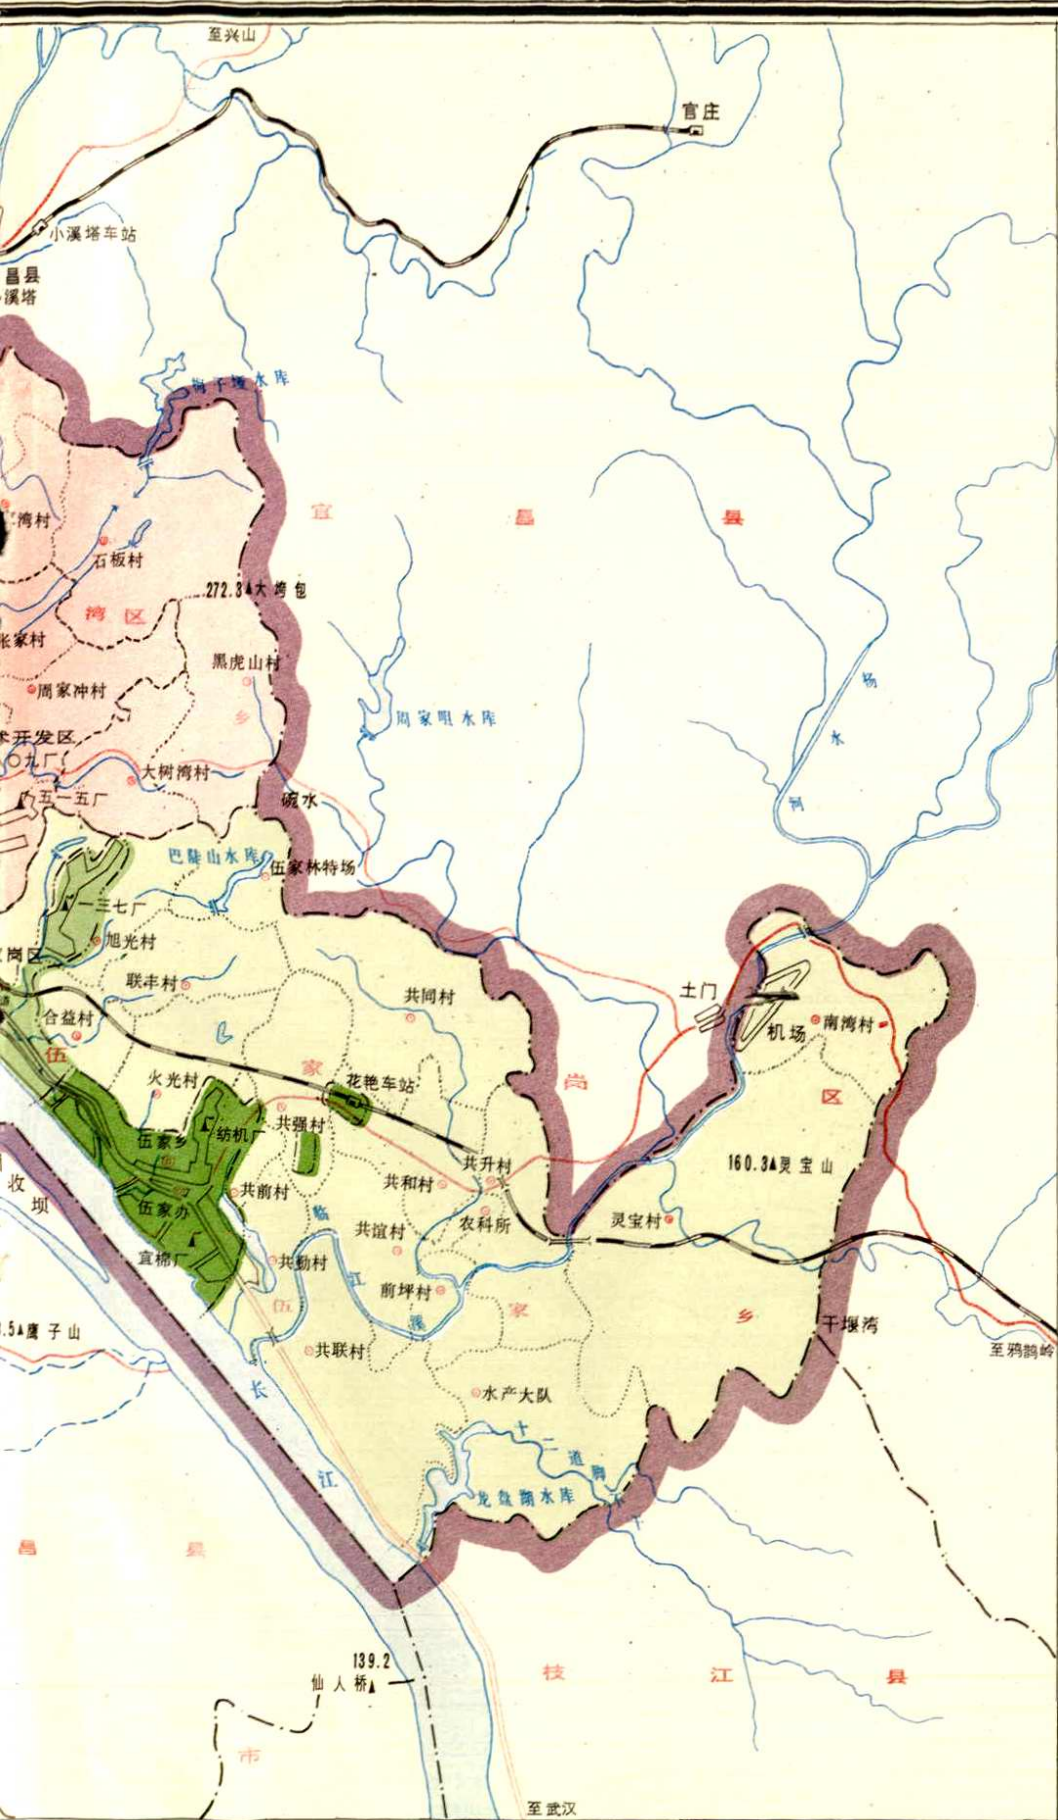 至兴山
官庄
小溪塔车站
昌县
溪塔
梅子垭水库
湾村
宜昌县
石板村
272.3▲大垮包
湾区
张家村
黑虎山村
周家冲村
乡
周家咀水库
杨水河
术开发区
〇九厂
大树湾村
五一五厂
碗水
巴陡山水库
伍家林特场
一三七厂
旭光村
岗区
联丰村
共同村
土门
合益村
机场
南湾村
伍家岗区
火光村
花艳车站
共强村
伍家乡
纺机厂
共升村
160.3▲灵宝山
共和村
共前村
伍家办
农科所
灵宝村
收坝
共谊村
宜棉厂
共勤村
临江溪
前坪村
伍家乡
干堰湾
.5▲鹰子山
共联村
至鸦鹊岭
水产大队
长江
十二道脚
龙盘湖水库
昌县
139.2
仙人桥▲
枝江县
市
至武汉